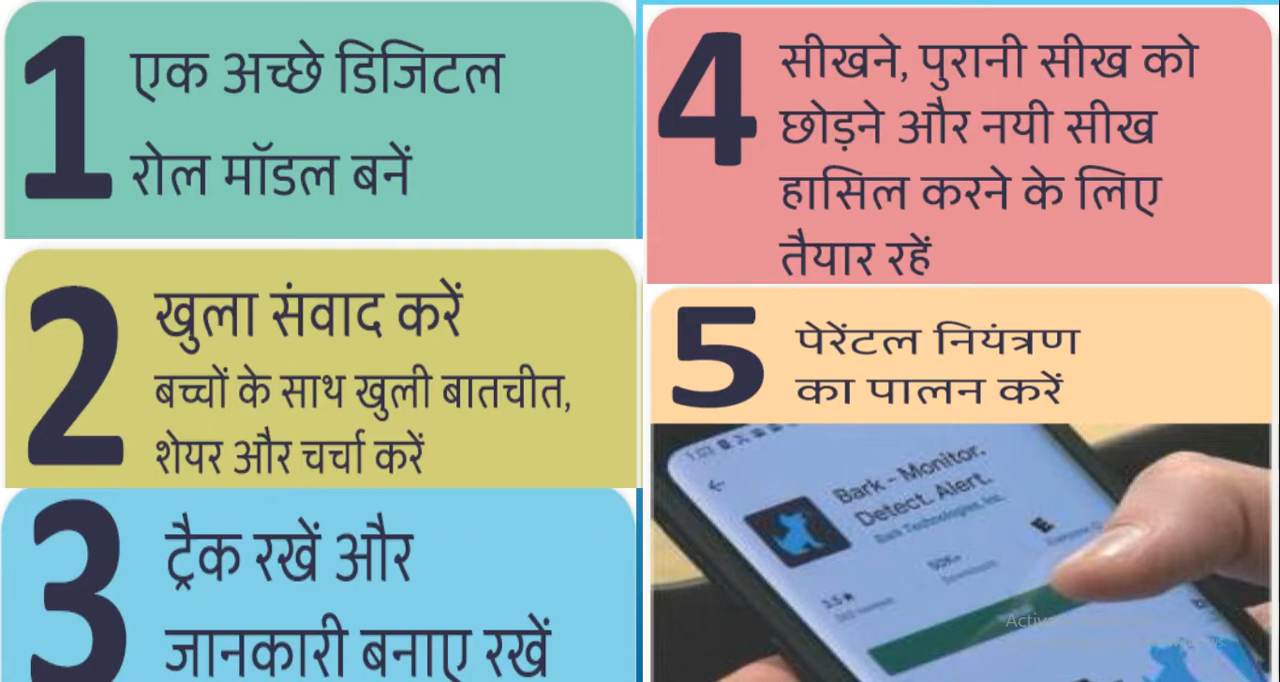 1
एक अच्छे डिजिटल
रोल मॉडल बनें
2
खुला संवाद करें
बच्चों के साथ खुली बातचीत,
शेयर और चर्चा करें
3
ट्रैक रखें और
जानकारी बनाए रखें
4
सीखने, पुरानी सीख को
छोड़ने और नयी सीख
हासिल करने के लिए
तैयार रहें
5
पेरेंटल नियंत्रण
का पालन करें
Bark - Monitor.
Detect. Alert.
Bark Technologies, Inc.
E